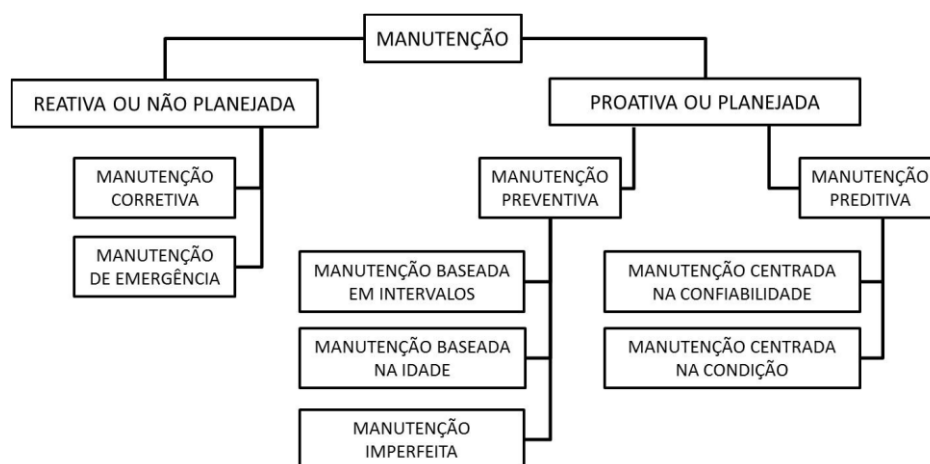 MANUTENÇÃO
REATIVA OU NÃO PLANEJADA
PROATIVA OU PLANEJADA
MANUTENÇÃO
CORRETIVA
MANUTENÇÃO
DE EMERGÊNCIA
MANUTENÇÃO
PREVENTIVA
MANUTENÇÃO BASEADA
EM INTERVALOS
MANUTENÇÃO BASEADA
NA IDADE
MANUTENÇÃO
IMPERFEITA
MANUTENÇÃO
PREDITIVA
MANUTENÇÃO CENTRADA
NA CONFIABILIDADE
MANUTENÇÃO CENTRADA
NA CONDIÇÃO